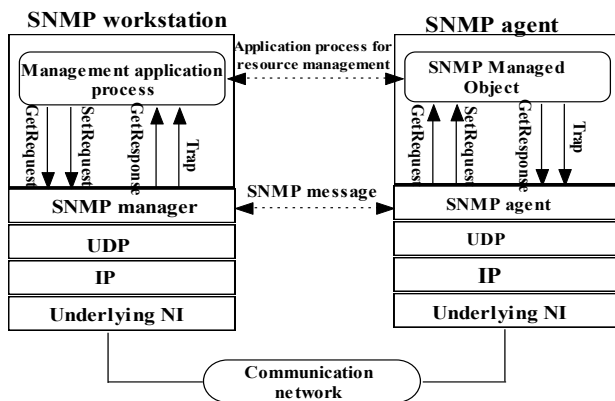 SNMP workstation
SNMP agent
Application process for
resource management
Management application
process
SNMP Managed
Object
GetRequest
SetRequest
GetResponse
Trap
GetRequest
SetRequest
GetResponse
Trap
SNMP message
SNMP manager
SNMP agent
UDP
UDP
IP
IP
Underlying NI
Underlying NI
Communication
network